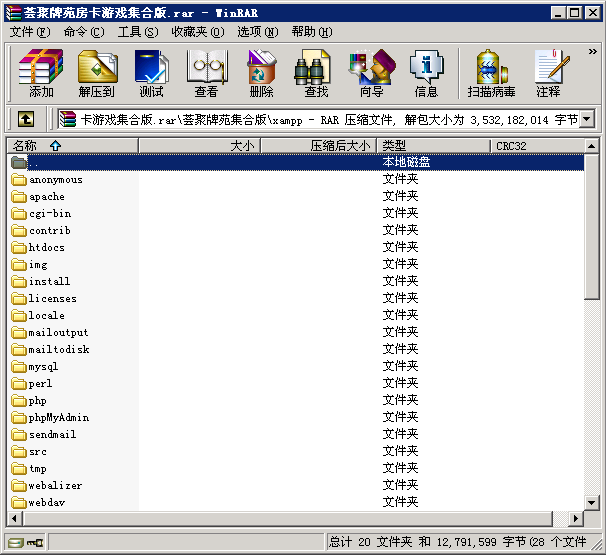 荟聚牌苑房卡游戏集合版.rar - WinRAR
文件(F) 命令(C) 工具(S) 收藏夹(O) 选项(N) 帮助(H)
添加 解压到 测试 查看 删除 查找 向导 信息 扫描病毒 注释 »
卡游戏集合版.rar\荟聚牌苑集合版\xampp - RAR 压缩文件, 解包大小为 3,532,182,014 字节
名称 大小 压缩后大小 类型 CRC32
.. 本地磁盘
anonymous 文件夹
apache 文件夹
cgi-bin 文件夹
contrib 文件夹
htdocs 文件夹
img 文件夹
install 文件夹
licenses 文件夹
locale 文件夹
mailoutput 文件夹
mailtodisk 文件夹
mysql 文件夹
perl 文件夹
php 文件夹
phpMyAdmin 文件夹
sendmail 文件夹
src 文件夹
tmp 文件夹
webalizer 文件夹
webdav 文件夹
总计 20 文件夹 和 12,791,599 字节(28 个文件